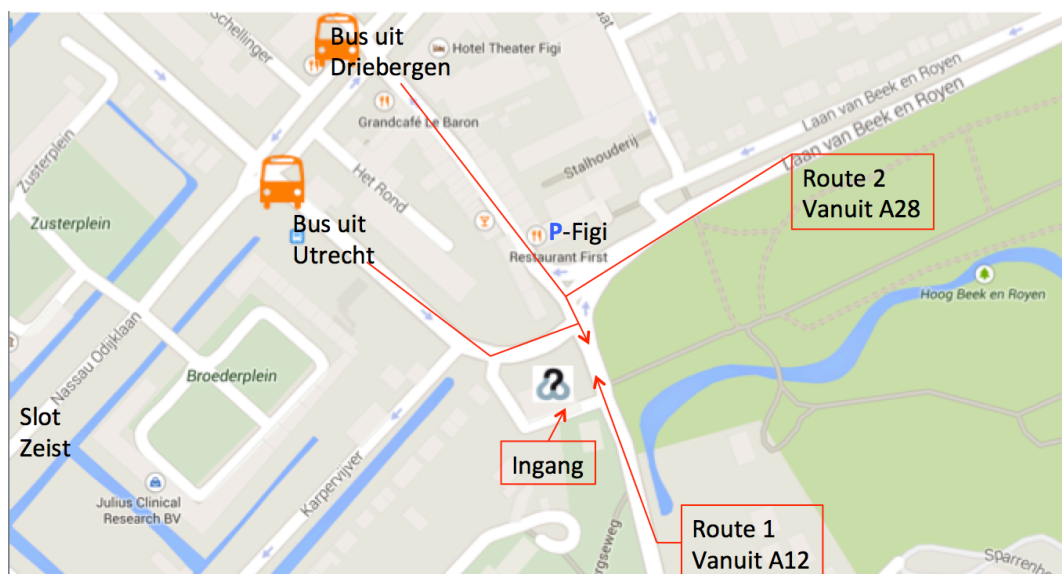 Schellinger
Bus uit
Driebergen
Hotel Theater Figi
Grandcafé Le Baron
Laan van Beek en Royen
Laan van Beek en Royen
Stalhouderij
Zusterplein
Het Rond
Route 2
Vanuit A28
Zusterplein
Bus uit
Utrecht
P-Figi
Restaurant First
Hoog Beek en Royen
Nassau Odijklaan
Broederplein
Slot
Zeist
Ingang
Karpervijver
Julius Clinical
Research BV
Route 1
Vanuit A12